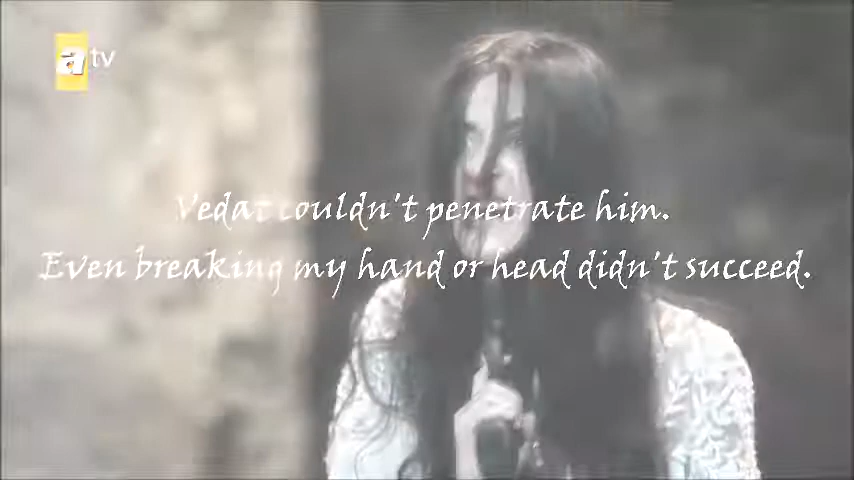 atv
Vedat couldn't penetrate him.
Even breaking my hand or head didn't succeed.